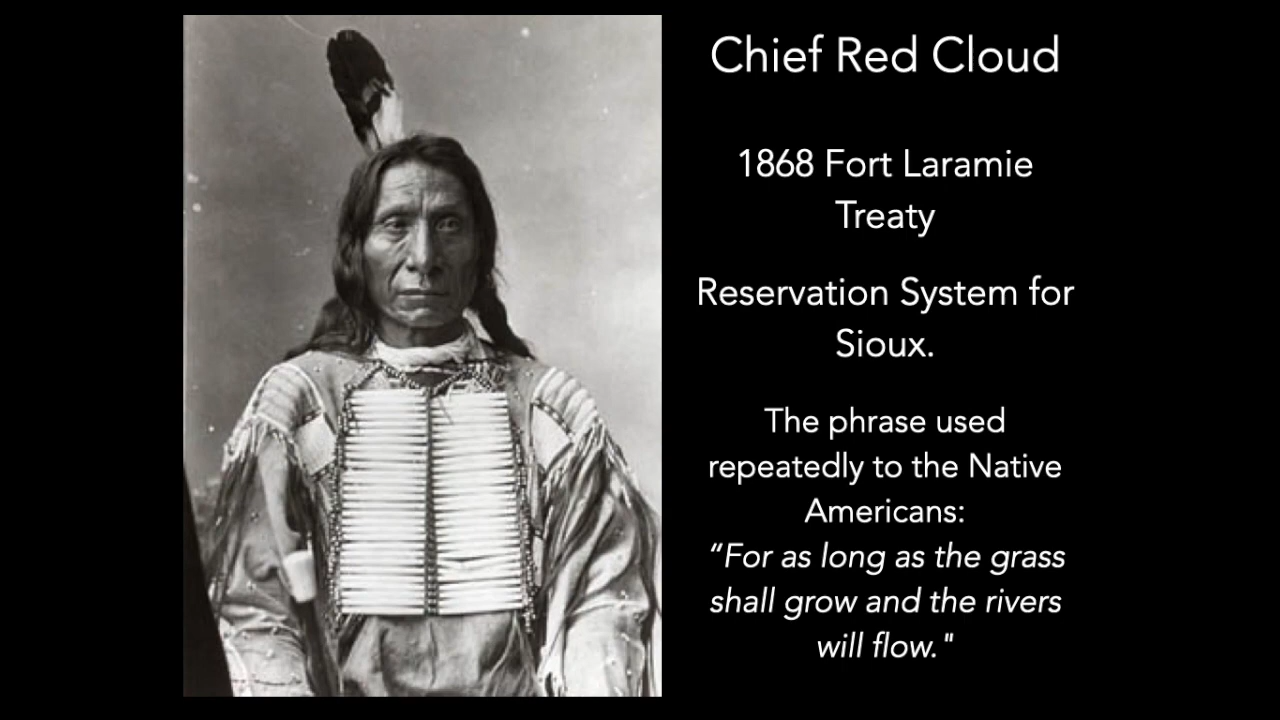 Chief Red Cloud
1868 Fort Laramie
Treaty
Reservation System for
Sioux.
The phrase used
repeatedly to the Native
Americans:
“For as long as the grass
shall grow and the rivers
will flow."